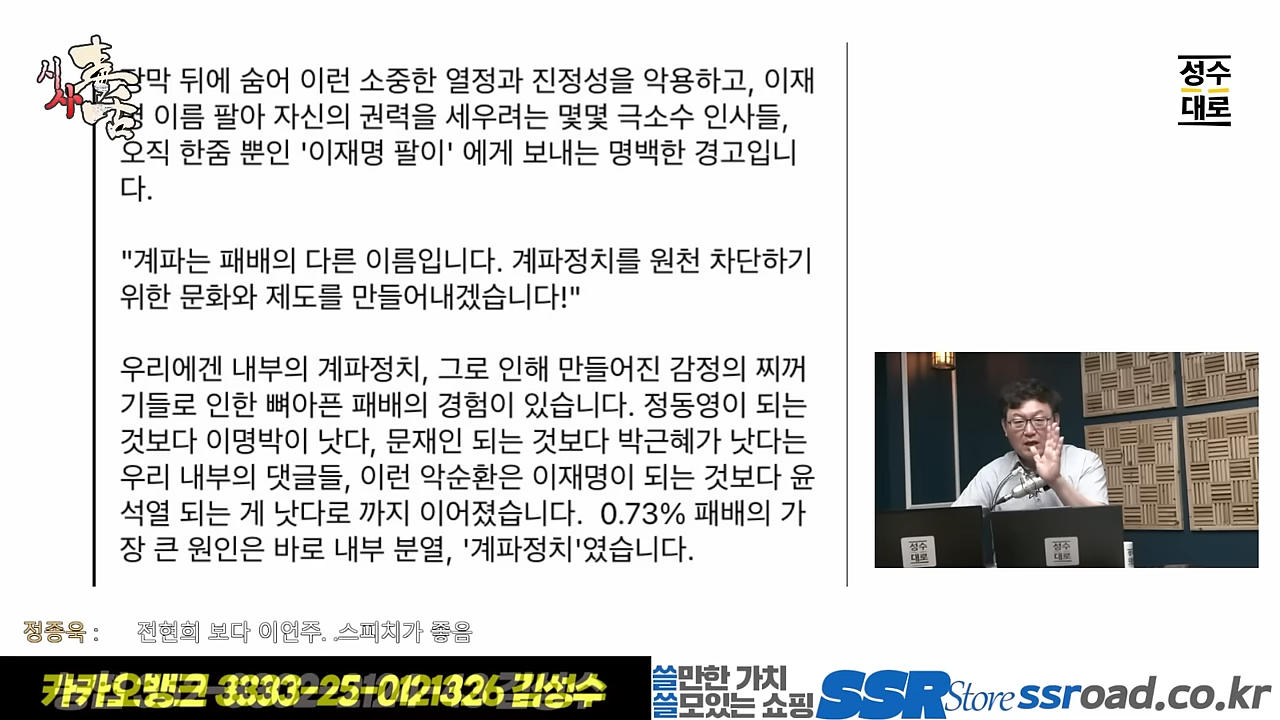 시사
막 뒤에 숨어 이런 소중한 열정과 진정성을 악용하고, 이재
이름 팔아 자신의 권력을 세우려는 몇몇 극소수 인사들,
오직 한줌 뿐인 '이재명 팔이' 에게 보내는 명백한 경고입니
다.
"계파는 패배의 다른 이름입니다. 계파정치를 원천 차단하기
위한 문화와 제도를 만들어내겠습니다!"
우리에겐 내부의 계파정치, 그로 인해 만들어진 감정의 찌꺼
기들로 인한 뼈아픈 패배의 경험이 있습니다. 정동영이 되는
것보다 이명박이 낫다, 문재인 되는 것보다 박근혜가 낫다는
우리 내부의 댓글들, 이런 악순환은 이재명이 되는 것보다 윤
석열 되는 게 낫다로 까지 이어졌습니다. 0.73% 패배의 가
장 큰 원인은 바로 내부 분열, '계파정치'였습니다.
성수
대로
성수
대로
성수
대로
정종욱 : 전현희 보다 이언주. .스피치가 좋음
카카오뱅크 3333-25-0121326 김성수
쓸만한 가치
쓸모있는 쇼핑
SSR Store ssroad.co.kr